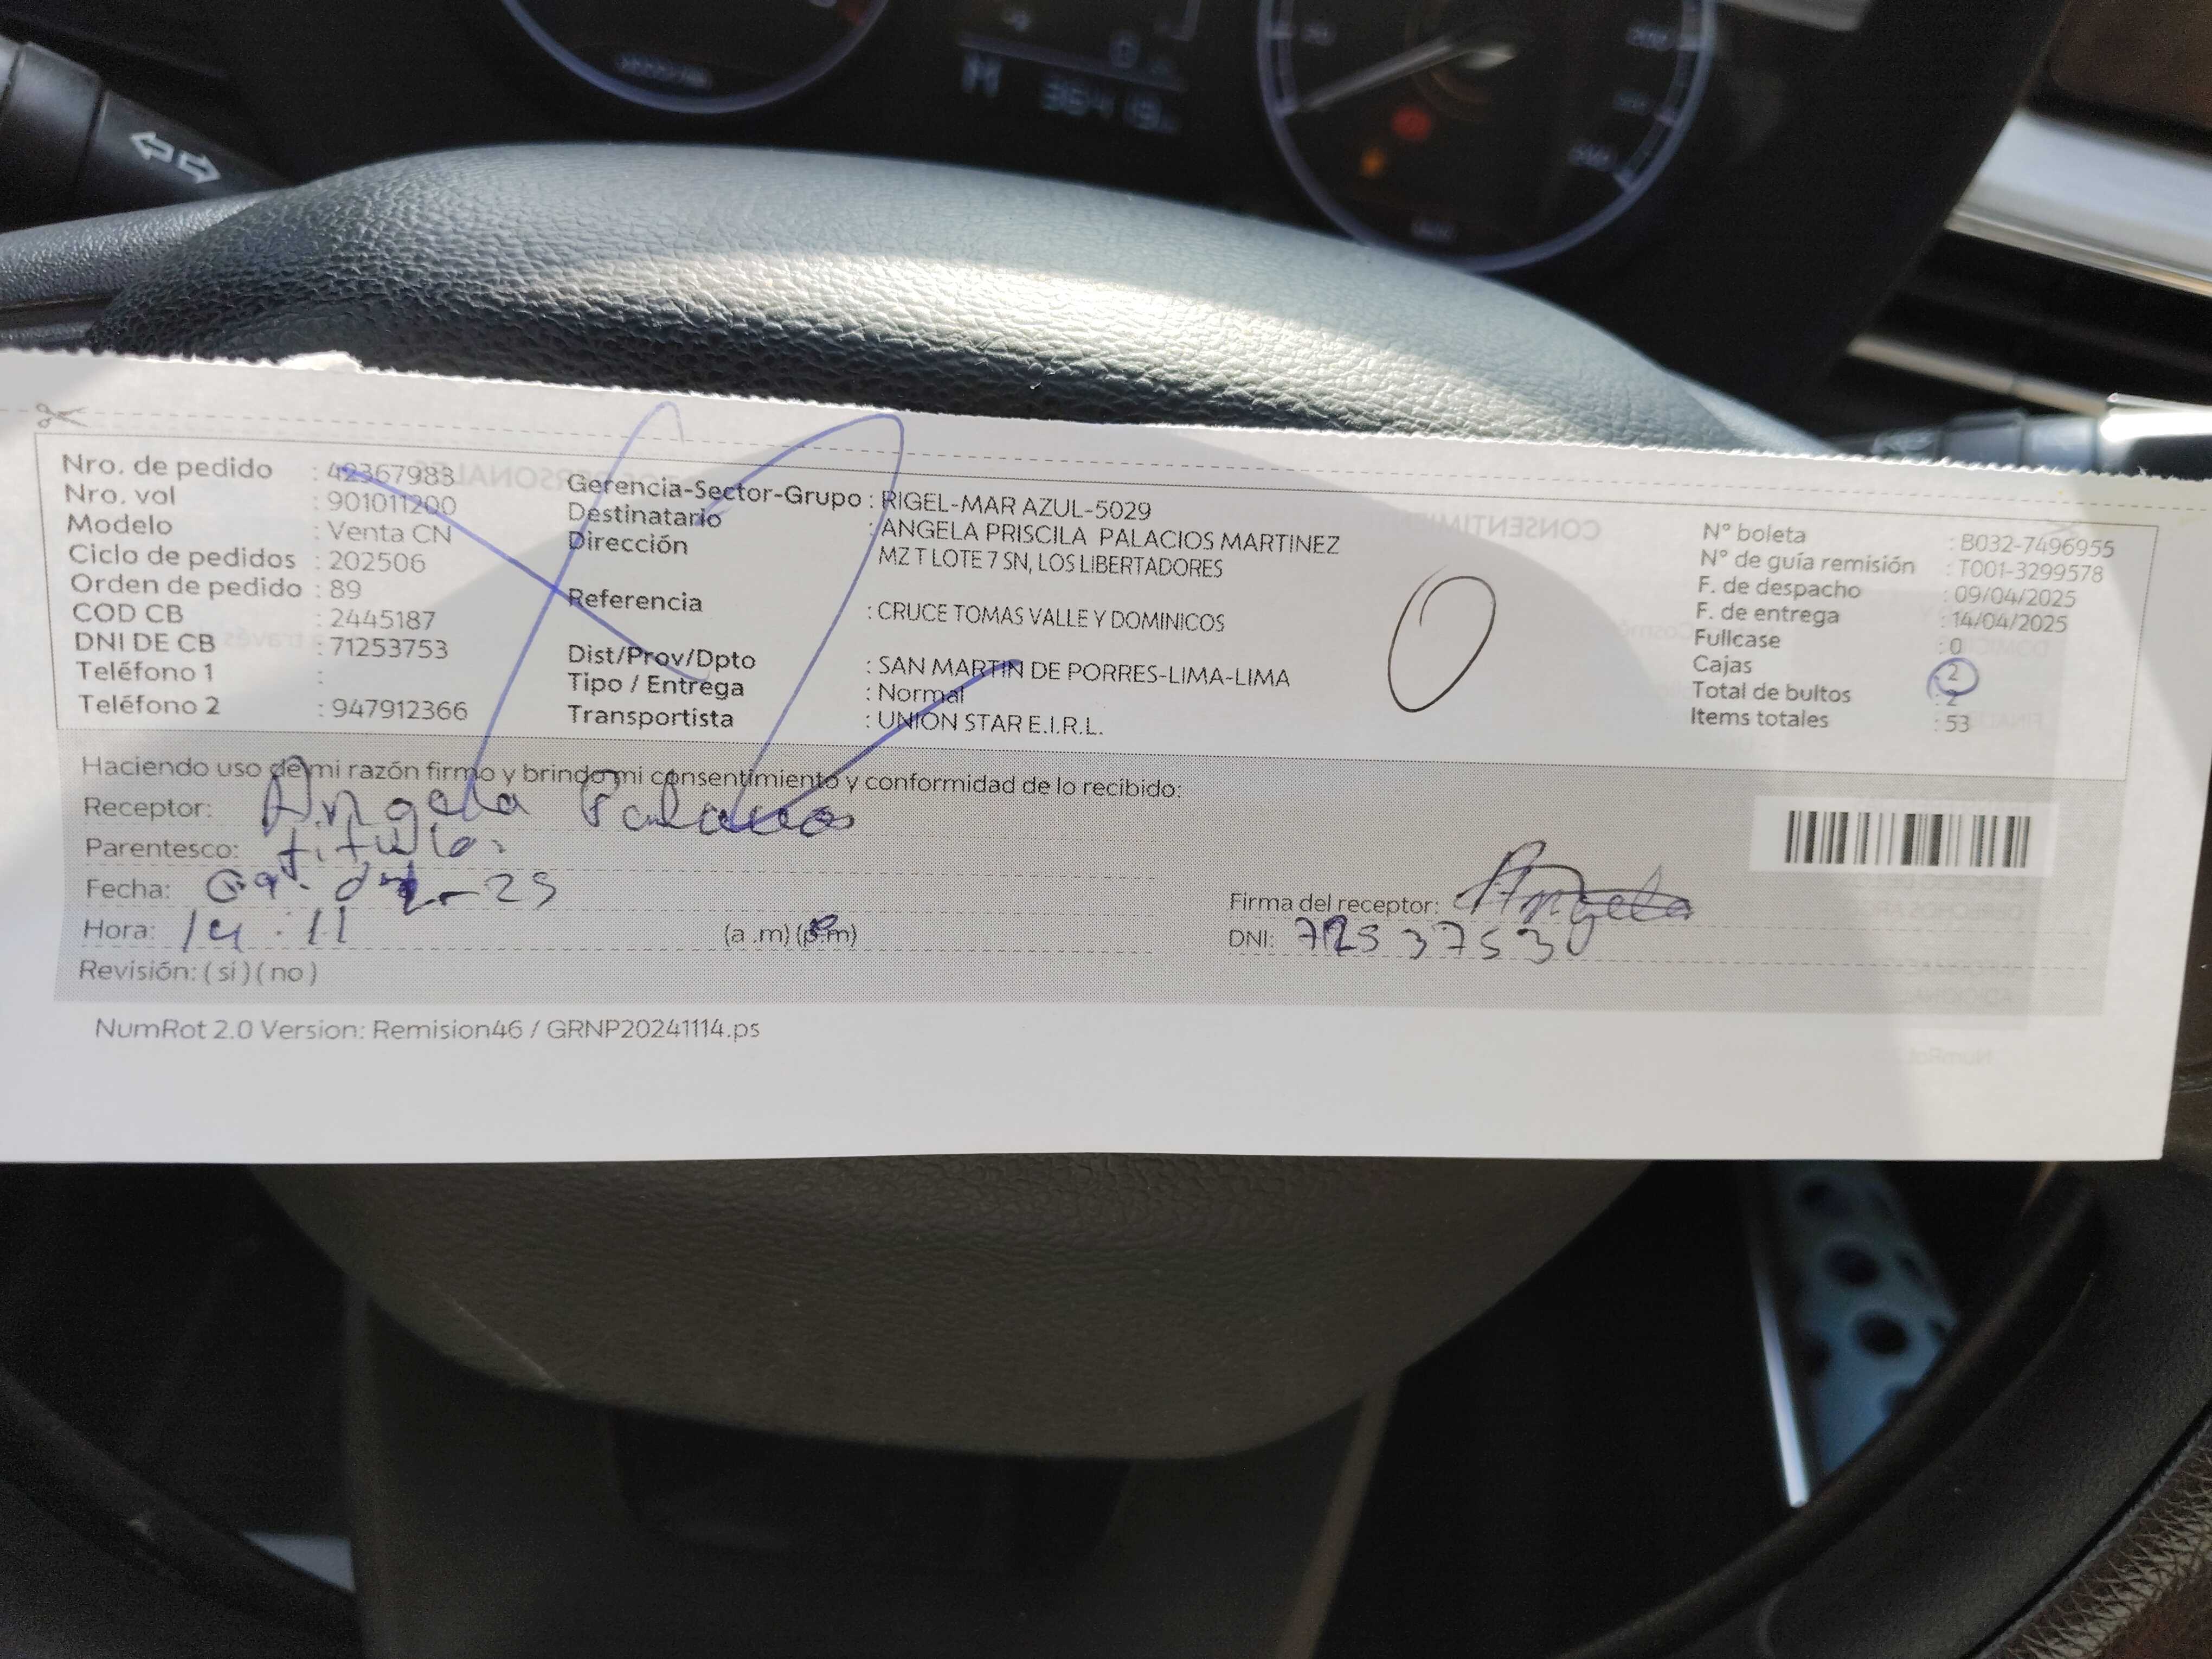 36419
Nro. de pedido : 42367983
Nro. vol : 901011200
Modelo : Venta CN
Ciclo de pedidos : 202506
Orden de pedido : 89
COD CB : 2445187
DNI DE CB : 71253753
Teléfono 1 :
Teléfono 2 : 947912366
Gerencia-Sector-Grupo : RIGEL-MAR AZUL-5029
Destinatario : ANGELA PRISCILA PALACIOS MARTINEZ
Dirección MZ T LOTE 7 SN, LOS LIBERTADORES
Referencia : CRUCE TOMAS VALLE Y DOMINICOS
Dist/Prov/Dpto : SAN MARTIN DE PORRES-LIMA-LIMA
Tipo / Entrega : Normal
Transportista : UNION STAR E.I.R.L.
Nº boleta : B032-7496955
Nº de guía remisión : T001-3299578
F. de despacho : 09/04/2025
F. de entrega : 14/04/2025
Fullcase : 0
Cajas 2
Total de bultos : 2
Items totales : 53
Haciendo uso de mi razón firmo y brindo mi consentimiento y conformidad de lo recibido:
Receptor: Angela Palacios
Parentesco: titular
Fecha:
Hora: 14:11 (a .m) (p.m)
Revisión: ( si ) ( no )
Firma del receptor: Angela
DNI:
NumRot 2.0 Version: Remision46 / GRNP20241114.ps